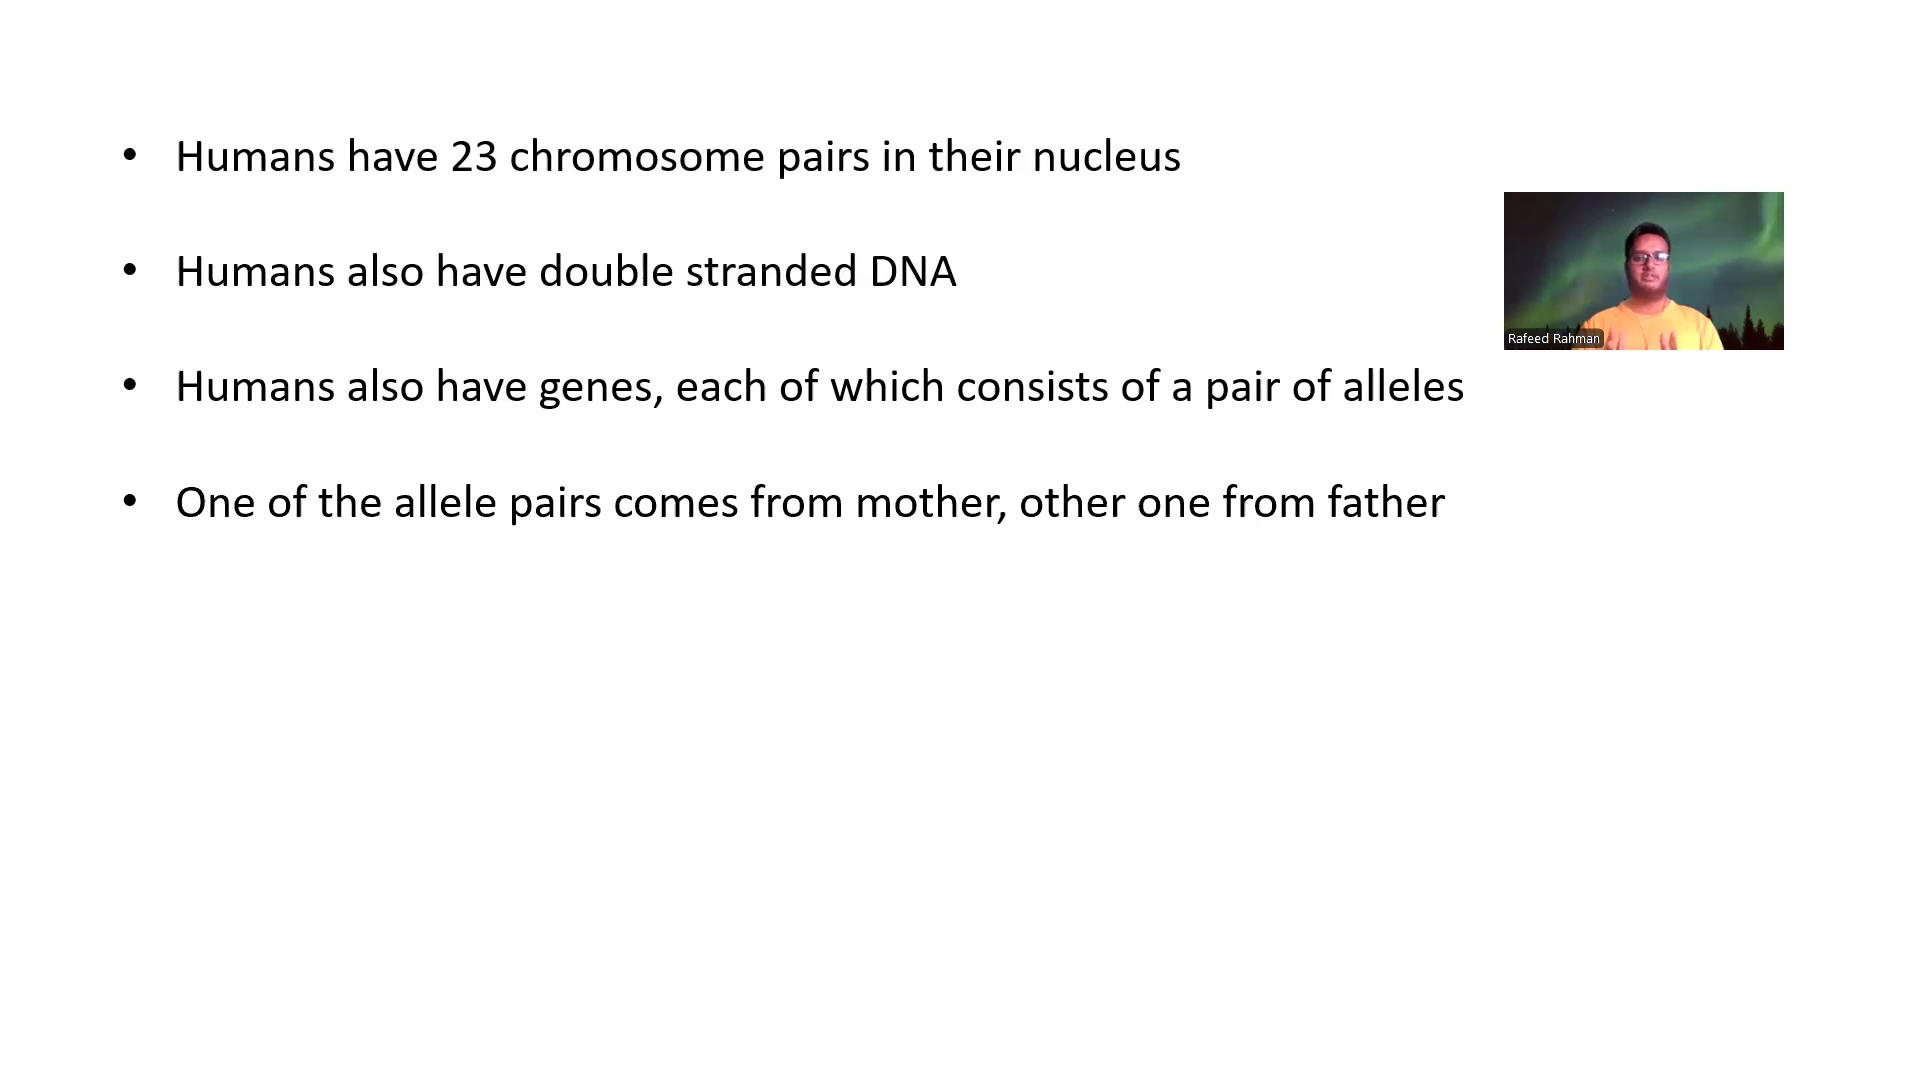 • Humans have 23 chromosome pairs in their nucleus
• Humans also have double stranded DNA
• Humans also have genes, each of which consists of a pair of alleles
• One of the allele pairs comes from mother, other one from father
Rafeed Rahman